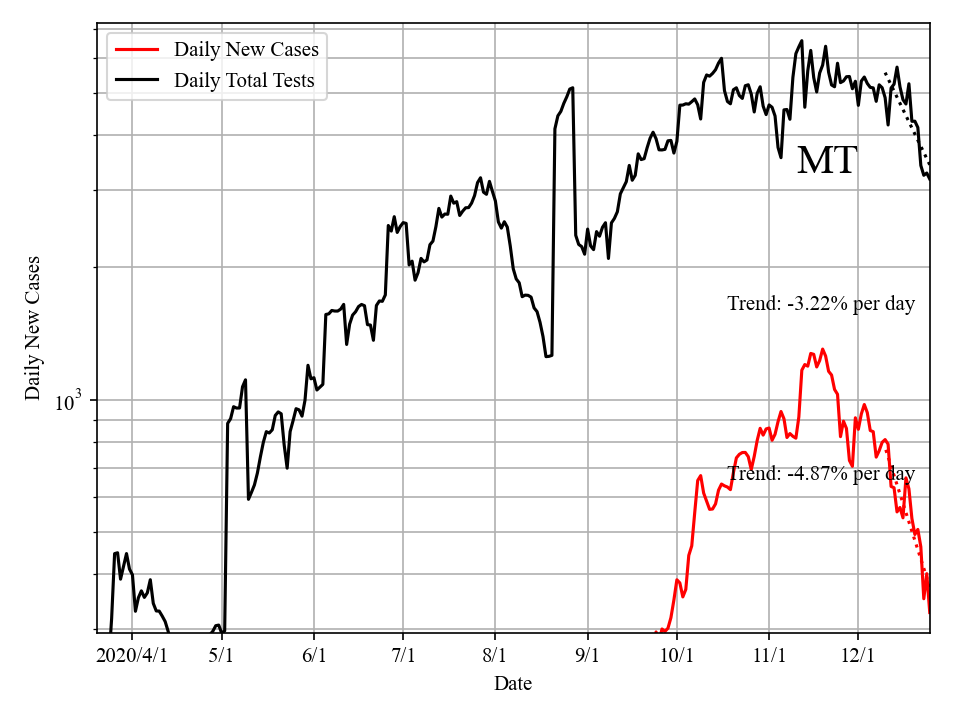 Daily New Cases
Daily Total Tests
MT
Trend: -3.22% per day
Trend: -4.87% per day
Daily New Cases
10³
2020/4/1 5/1 6/1 7/1 8/1 9/1 10/1 11/1 12/1
Date